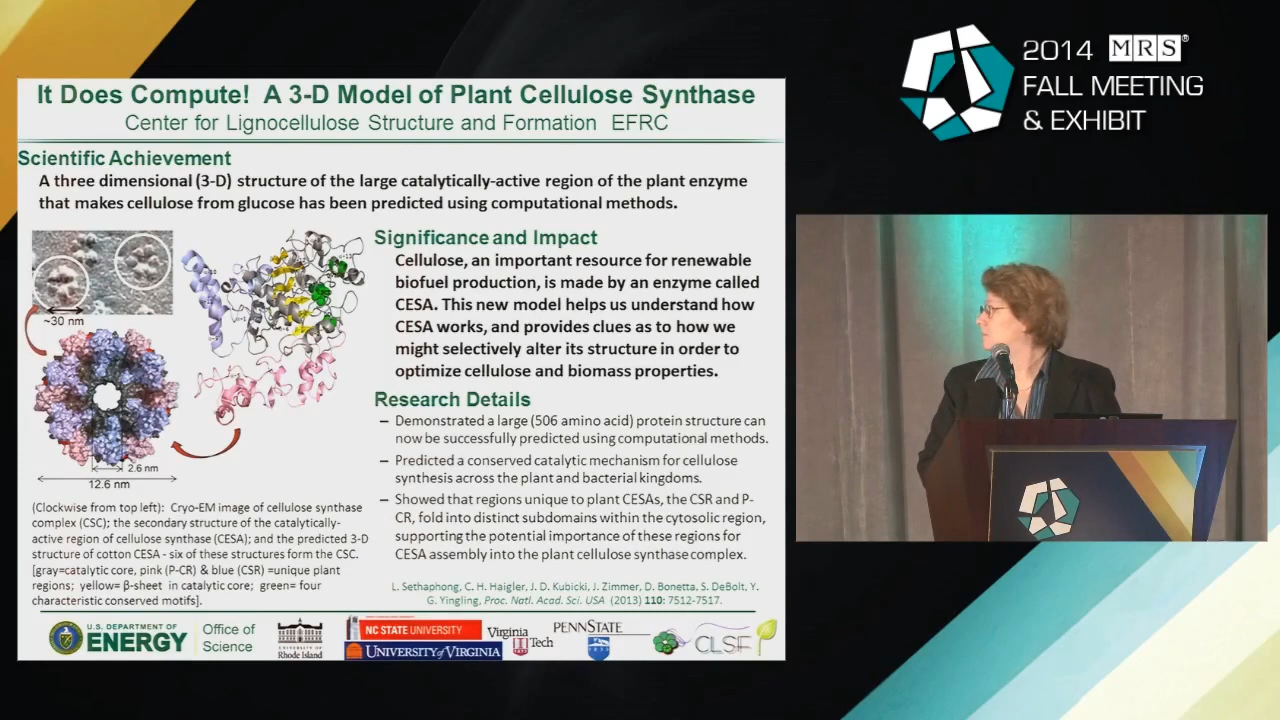 It Does Compute! A 3-D Model of Plant Cellulose Synthase
Center for Lignocellulose Structure and Formation EFRC
Scientific Achievement
A three dimensional (3-D) structure of the large catalytically-active region of the plant enzyme
that makes cellulose from glucose has been predicted using computational methods.
~30 nm
2.6 nm
12.6 nm
(Clockwise from top left): Cryo-EM image of cellulose synthase
complex (CSC); the secondary structure of the catalytically-
active region of cellulose synthase (CESA); and the predicted 3-D
structure of cotton CESA - six of these structures form the CSC.
[gray=catalytic core, pink (P-CR) & blue (CSR) =unique plant
regions; yellow= β-sheet in catalytic core; green= four
characteristic conserved motifs].
Significance and Impact
Cellulose, an important resource for renewable
biofuel production, is made by an enzyme called
CESA. This new model helps us understand how
CESA works, and provides clues as to how we
might selectively alter its structure in order to
optimize cellulose and biomass properties.
Research Details
– Demonstrated a large (506 amino acid) protein structure can
now be successfully predicted using computational methods.
– Predicted a conserved catalytic mechanism for cellulose
synthesis across the plant and bacterial kingdoms.
– Showed that regions unique to plant CESAs, the CSR and P-
CR, fold into distinct subdomains within the cytosolic region,
supporting the potential importance of these regions for
CESA assembly into the plant cellulose synthase complex.
L. Sethaphong, C. H. Haigler, J. D. Kubicki, J. Zimmer, D. Bonetta, S. DeBolt, Y.
G. Yingling, Proc. Natl. Acad. Sci. USA (2013) 110: 7512-7517.
U.S. DEPARTMENT OF
ENERGY
Office of
Science
UNIVERSITY OF
Rhode Island
NC STATE UNIVERSITY
UNIVERSITY of VIRGINIA
Virginia
Tech
PENNSTATE
CLSF
2014 MRS®
FALL MEETING
& EXHIBIT